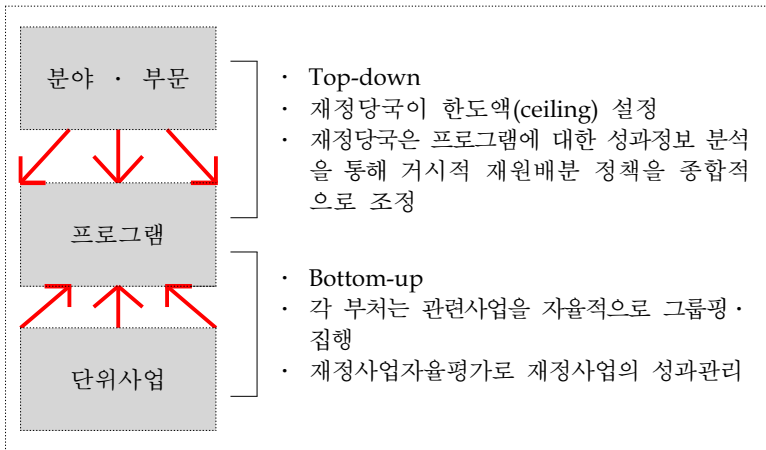 분야 · 부문
· Top-down
· 재정당국이 한도액(ceiling) 설정
· 재정당국은 프로그램에 대한 성과정보 분석
을 통해 거시적 재원배분 정책을 종합적
으로 조정
프로그램
· Bottom-up
· 각 부처는 관련사업을 자율적으로 그룹핑·
집행
· 재정사업자율평가로 재정사업의 성과관리
단위사업